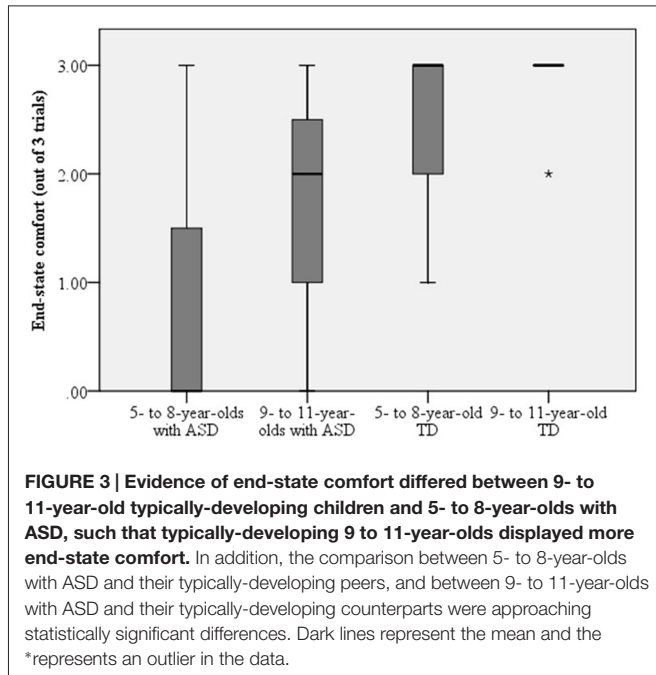 End-state comfort (out of 3 trials)
3.00
2.00
1.00
.00
5- to 8-year-olds
with ASD
9- to 11-year-
olds with ASD
5- to 8-year-old
TD
9- to 11-year-old
TD
*
FIGURE 3 | Evidence of end-state comfort differed between 9- to
11-year-old typically-developing children and 5- to 8-year-olds with
ASD, such that typically-developing 9 to 11-year-olds displayed more
end-state comfort. In addition, the comparison between 5- to 8-year-olds
with ASD and their typically-developing peers, and between 9- to 11-year-olds
with ASD and their typically-developing counterparts were approaching
statistically significant differences. Dark lines represent the mean and the
*represents an outlier in the data.